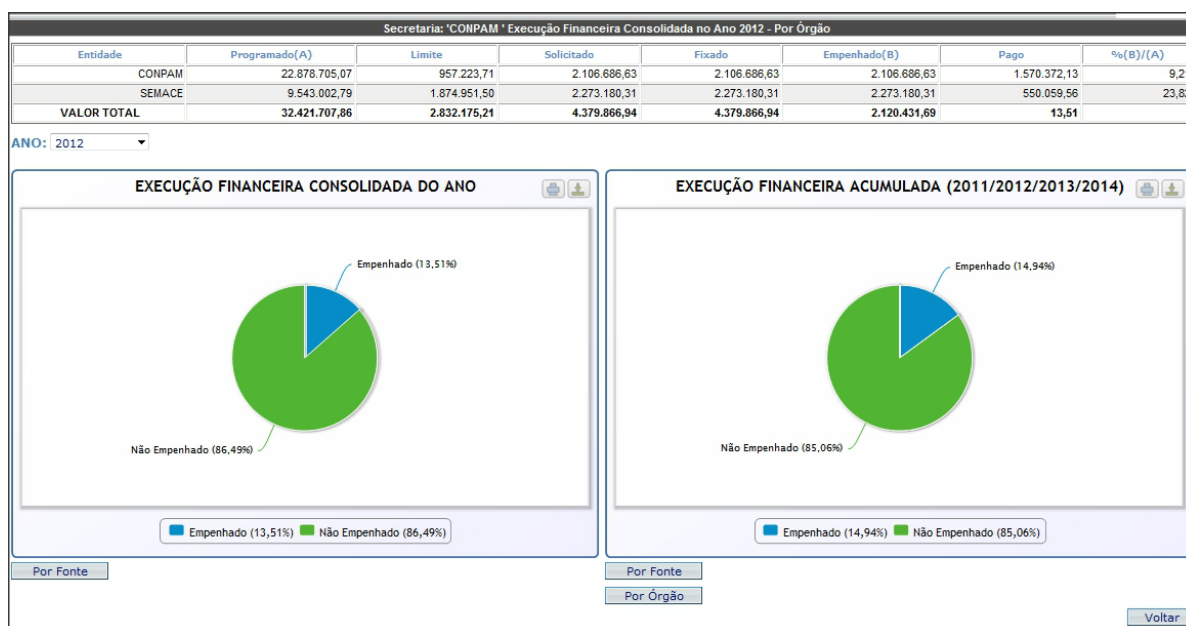 Secretaria: 'CONPAM ' Execução Financeira Consolidada no Ano 2012 - Por Órgão
Entidade Programado(A) Limite Solicitado Fixado Empenhado(B) Pago %(B)/(A)
CONPAM 22.878.705,07 957.223,71 2.106.686,63 2.106.686,63 2.106.686,63 1.570.372,13 9,2
SEMACE 9.543.002,79 1.874.951,50 2.273.180,31 2.273.180,31 2.273.180,31 550.059,56 23,8
VALOR TOTAL 32.421.707,86 2.832.175,21 4.379.866,94 4.379.866,94 2.120.431,69 13,51
ANO: 2012
EXECUÇÃO FINANCEIRA CONSOLIDADA DO ANO
Empenhado (13,51%)
Não Empenhado (86,49%)
Empenhado (13,51%) Não Empenhado (86,49%)
Por Fonte
EXECUÇÃO FINANCEIRA ACUMULADA (2011/2012/2013/2014)
Empenhado (14,94%)
Não Empenhado (85,06%)
Empenhado (14,94%) Não Empenhado (85,06%)
Por Fonte
Por Órgão
Voltar